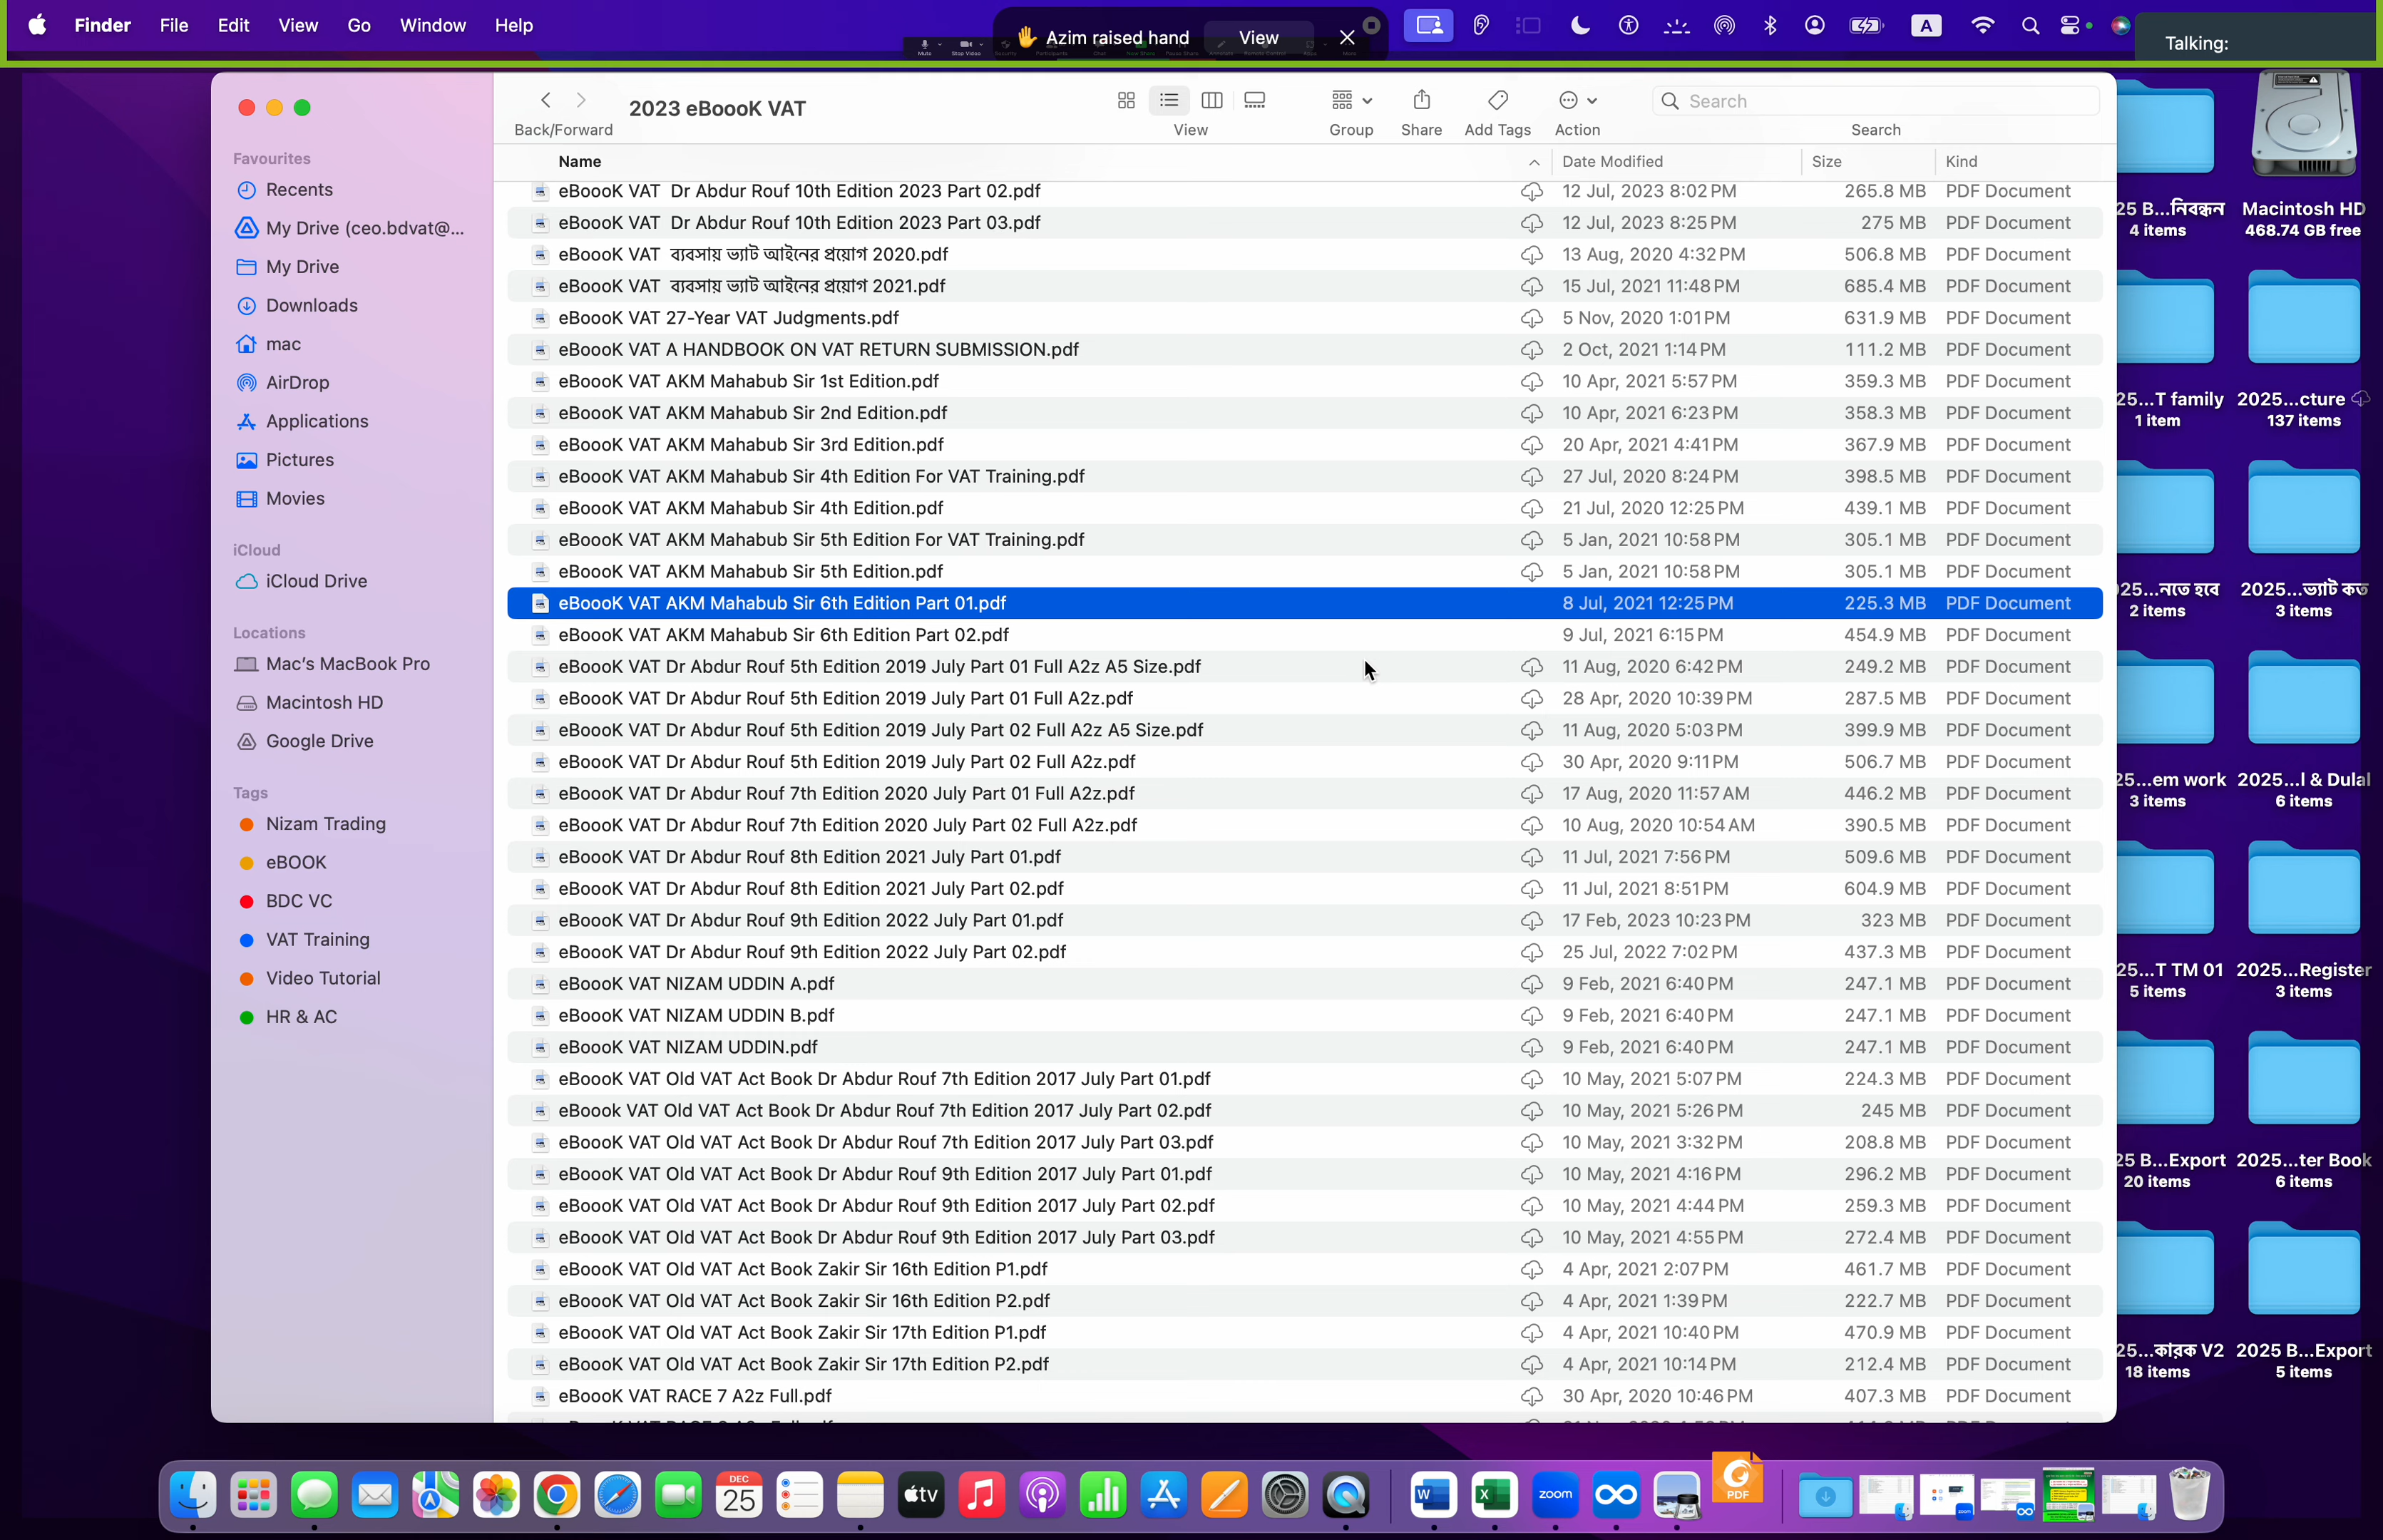 Finder File Edit View Go Window Help
Azim raised hand View
Mute Stop Video
A
Talking:
2023 eBoooK VAT
Back/Forward View Group Share Add Tags Action Search
Search
Favourites
Recents
My Drive (ceo.bdvat@...
My Drive
Downloads
mac
AirDrop
Applications
Pictures
Movies
iCloud
iCloud Drive
Locations
Mac's MacBook Pro
Macintosh HD
Google Drive
Tags
Nizam Trading
eBOOK
BDC VC
VAT Training
Video Tutorial
HR & AC
Name Date Modified Size Kind
eBoooK VAT Dr Abdur Rouf 10th Edition 2023 Part 02.pdf 12 Jul, 2023 8:02 PM 265.8 MB PDF Document
eBoooK VAT Dr Abdur Rouf 10th Edition 2023 Part 03.pdf 12 Jul, 2023 8:25 PM 275 MB PDF Document
eBoooK VAT ব্যবসায় ভ্যাট আইনের প্রয়োগ 2020.pdf 13 Aug, 2020 4:32 PM 506.8 MB PDF Document
eBoooK VAT ব্যবসায় ভ্যাট আইনের প্রয়োগ 2021.pdf 15 Jul, 2021 11:48 PM 685.4 MB PDF Document
eBoooK VAT 27-Year VAT Judgments.pdf 5 Nov, 2020 1:01 PM 631.9 MB PDF Document
eBoooK VAT A HANDBOOK ON VAT RETURN SUBMISSION.pdf 2 Oct, 2021 1:14 PM 111.2 MB PDF Document
eBoooK VAT AKM Mahabub Sir 1st Edition.pdf 10 Apr, 2021 5:57 PM 359.3 MB PDF Document
eBoooK VAT AKM Mahabub Sir 2nd Edition.pdf 10 Apr, 2021 6:23 PM 358.3 MB PDF Document
eBoooK VAT AKM Mahabub Sir 3rd Edition.pdf 20 Apr, 2021 4:41 PM 367.9 MB PDF Document
eBoooK VAT AKM Mahabub Sir 4th Edition For VAT Training.pdf 27 Jul, 2020 8:24 PM 398.5 MB PDF Document
eBoooK VAT AKM Mahabub Sir 4th Edition.pdf 21 Jul, 2020 12:25 PM 439.1 MB PDF Document
eBoooK VAT AKM Mahabub Sir 5th Edition For VAT Training.pdf 5 Jan, 2021 10:58 PM 305.1 MB PDF Document
eBoooK VAT AKM Mahabub Sir 5th Edition.pdf 5 Jan, 2021 10:58 PM 305.1 MB PDF Document
eBoooK VAT AKM Mahabub Sir 6th Edition Part 01.pdf 8 Jul, 2021 12:25 PM 225.3 MB PDF Document
eBoooK VAT AKM Mahabub Sir 6th Edition Part 02.pdf 9 Jul, 2021 6:15 PM 454.9 MB PDF Document
eBoooK VAT Dr Abdur Rouf 5th Edition 2019 July Part 01 Full A2z A5 Size.pdf 11 Aug, 2020 6:42 PM 249.2 MB PDF Document
eBoooK VAT Dr Abdur Rouf 5th Edition 2019 July Part 01 Full A2z.pdf 28 Apr, 2020 10:39 PM 287.5 MB PDF Document
eBoooK VAT Dr Abdur Rouf 5th Edition 2019 July Part 02 Full A2z A5 Size.pdf 11 Aug, 2020 5:03 PM 399.9 MB PDF Document
eBoooK VAT Dr Abdur Rouf 5th Edition 2019 July Part 02 Full A2z.pdf 30 Apr, 2020 9:11 PM 506.7 MB PDF Document
eBoooK VAT Dr Abdur Rouf 7th Edition 2020 July Part 01 Full A2z.pdf 17 Aug, 2020 11:57 AM 446.2 MB PDF Document
eBoooK VAT Dr Abdur Rouf 7th Edition 2020 July Part 02 Full A2z.pdf 10 Aug, 2020 10:54 AM 390.5 MB PDF Document
eBoooK VAT Dr Abdur Rouf 8th Edition 2021 July Part 01.pdf 11 Jul, 2021 7:56 PM 509.6 MB PDF Document
eBoooK VAT Dr Abdur Rouf 8th Edition 2021 July Part 02.pdf 11 Jul, 2021 8:51 PM 604.9 MB PDF Document
eBoooK VAT Dr Abdur Rouf 9th Edition 2022 July Part 01.pdf 17 Feb, 2023 10:23 PM 323 MB PDF Document
eBoooK VAT Dr Abdur Rouf 9th Edition 2022 July Part 02.pdf 25 Jul, 2022 7:02 PM 437.3 MB PDF Document
eBoooK VAT NIZAM UDDIN A.pdf 9 Feb, 2021 6:40 PM 247.1 MB PDF Document
eBoooK VAT NIZAM UDDIN B.pdf 9 Feb, 2021 6:40 PM 247.1 MB PDF Document
eBoooK VAT NIZAM UDDIN.pdf 9 Feb, 2021 6:40 PM 247.1 MB PDF Document
eBoooK VAT Old VAT Act Book Dr Abdur Rouf 7th Edition 2017 July Part 01.pdf 10 May, 2021 5:07 PM 224.3 MB PDF Document
eBoook VAT Old VAT Act Book Dr Abdur Rouf 7th Edition 2017 July Part 02.pdf 10 May, 2021 5:26 PM 245 MB PDF Document
eBoooK VAT Old VAT Act Book Dr Abdur Rouf 7th Edition 2017 July Part 03.pdf 10 May, 2021 3:32 PM 208.8 MB PDF Document
eBoooK VAT Old VAT Act Book Dr Abdur Rouf 9th Edition 2017 July Part 01.pdf 10 May, 2021 4:16 PM 296.2 MB PDF Document
eBoooK VAT Old VAT Act Book Dr Abdur Rouf 9th Edition 2017 July Part 02.pdf 10 May, 2021 4:44 PM 259.3 MB PDF Document
eBoooK VAT Old VAT Act Book Dr Abdur Rouf 9th Edition 2017 July Part 03.pdf 10 May, 2021 4:55 PM 272.4 MB PDF Document
eBoooK VAT Old VAT Act Book Zakir Sir 16th Edition P1.pdf 4 Apr, 2021 2:07 PM 461.7 MB PDF Document
eBoooK VAT Old VAT Act Book Zakir Sir 16th Edition P2.pdf 4 Apr, 2021 1:39 PM 222.7 MB PDF Document
eBoooK VAT Old VAT Act Book Zakir Sir 17th Edition P1.pdf 4 Apr, 2021 10:40 PM 470.9 MB PDF Document
eBoooK VAT Old VAT Act Book Zakir Sir 17th Edition P2.pdf 4 Apr, 2021 10:14 PM 212.4 MB PDF Document
eBoooK VAT RACE 7 A2z Full.pdf 30 Apr, 2020 10:46 PM 407.3 MB PDF Document
25 B...নিবন্ধন Macintosh HD
4 items 468.74 GB free
25...T family 2025...cture
1 item 137 items
25...নতে হবে 2025...ভ্যাট কত
2 items 3 items
25...em work 2025...l & Dulal
3 items 6 items
25...T TM 01 2025...Register
5 items 3 items
25 B...Export 2025...ter Book
20 items 6 items
25...কারক V2 2025 B...Export
18 items 5 items
DEC
25
tv
W X zoom
PDF